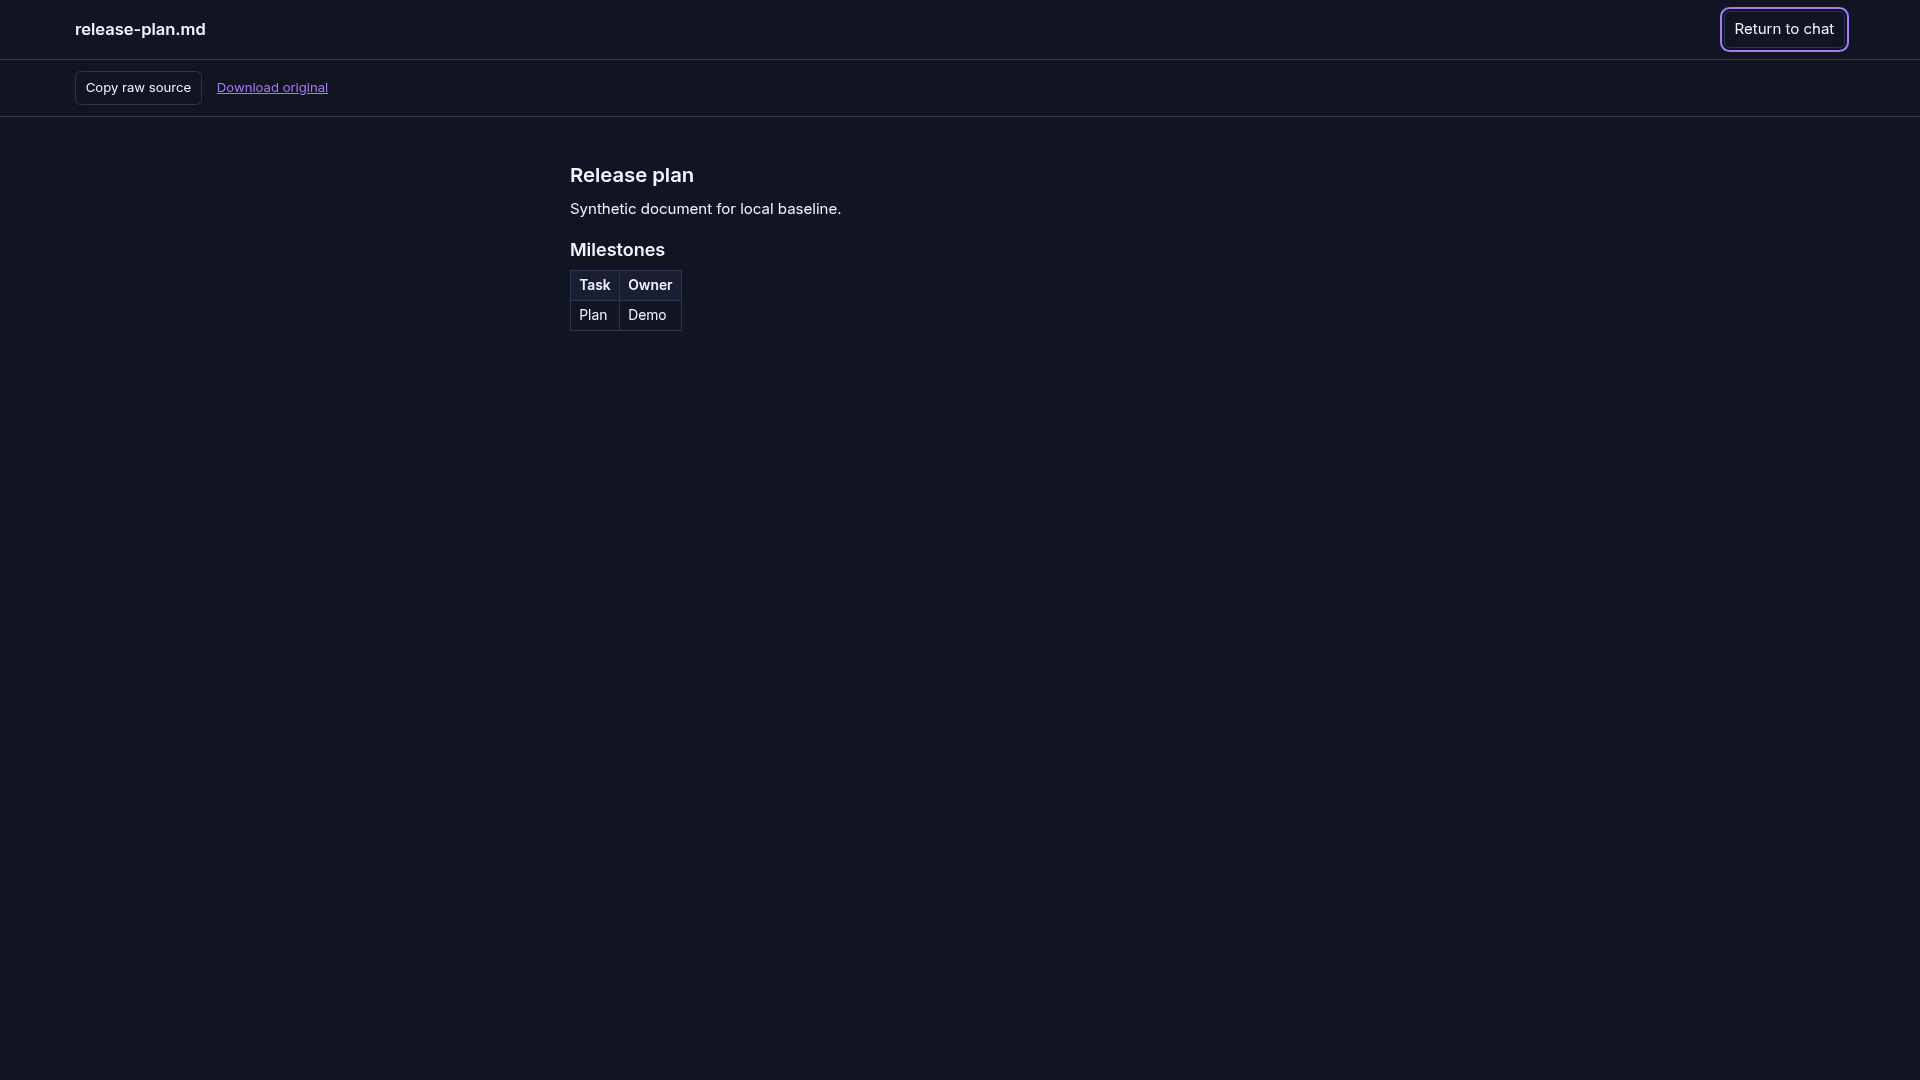 release-plan.md
Return to chat
Copy raw source
Download original
Release plan
Synthetic document for local baseline.
Milestones
Task Owner
Plan Demo